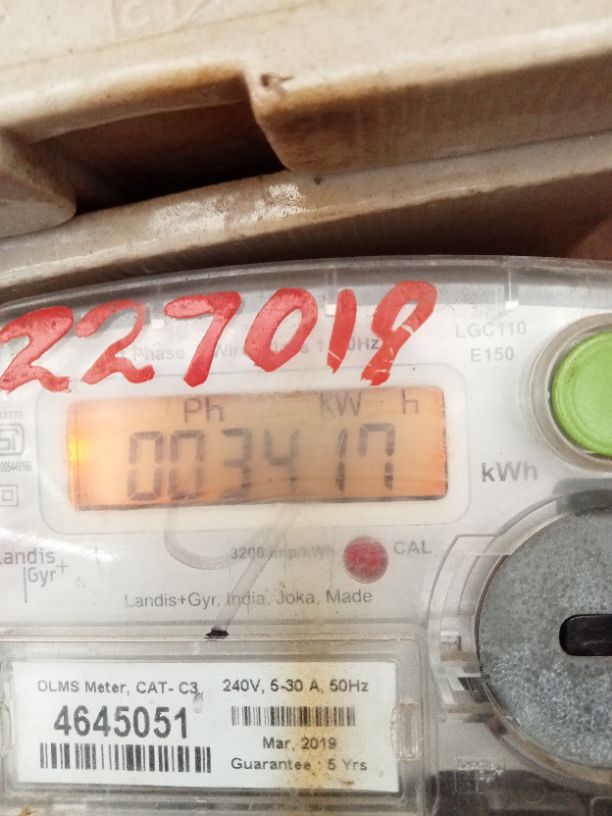 227019
LGC110
E150
Ph kW h
003417
kWh
Landis
Gyr+
3200 imp/kWh
CAL
Landis+Gyr, India, Joka, Made
DLMS Meter, CAT- C3
4645051
240V, 5-30 A, 50Hz
Mar, 2019
Guarantee : 5 Yrs